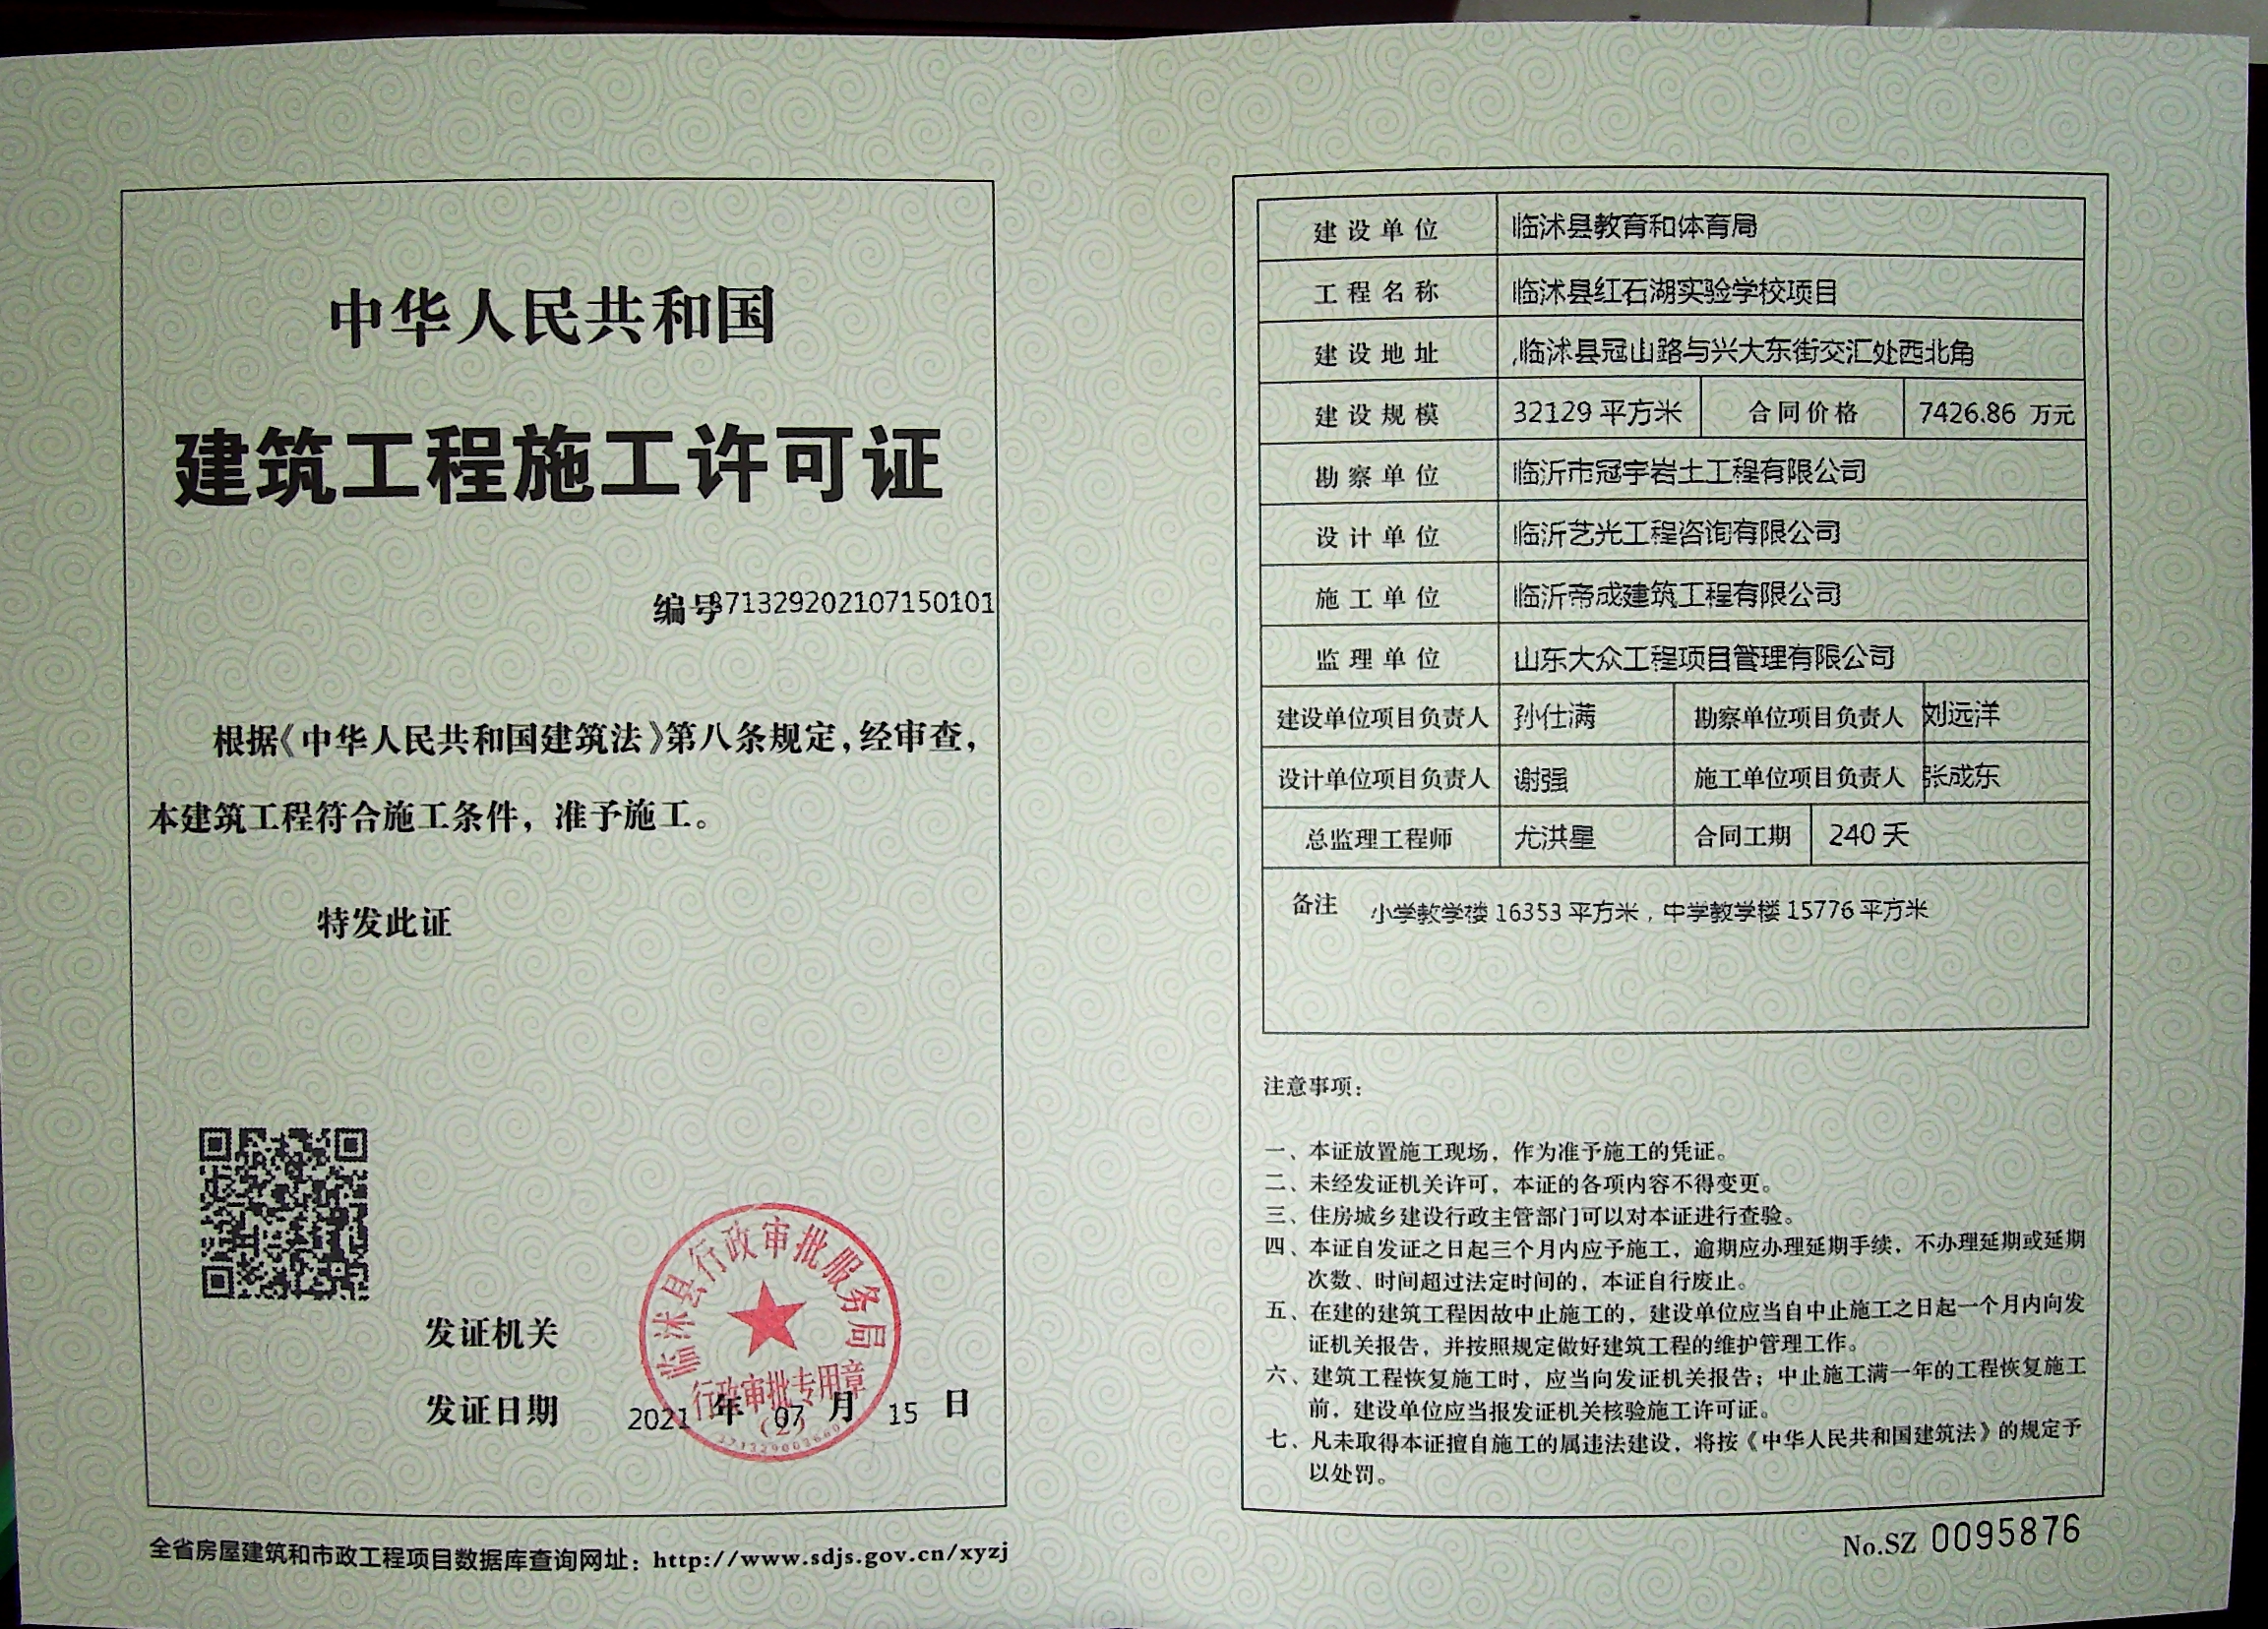 中华人民共和国
建筑工程施工许可证
编号371329202107150101
根据《中华人民共和国建筑法》第八条规定，经审查，
本建筑工程符合施工条件，准予施工。
特发此证
临沭县行政审批服务局
行政审批专用章
（2）
发证机关
发证日期 2021 年 07 月 15 日
全省房屋建筑和市政工程项目数据库查询网址：http://www.sdjs.gov.cn/xyzj
建设单位 临沭县教育和体育局
工程名称 临沭县红石湖实验学校项目
建设地址 ,临沭县冠山路与兴大东街交汇处西北角
建设规模 32129 平方米 合同价格 7426.86 万元
勘察单位 临沂市冠宇岩土工程有限公司
设计单位 临沂艺光工程咨询有限公司
施工单位 临沂帝成建筑工程有限公司
监理单位 山东大众工程项目管理有限公司
建设单位项目负责人 孙仕满 勘察单位项目负责人 刘远洋
设计单位项目负责人 谢强 施工单位项目负责人 张成东
总监理工程师 尤洪星 合同工期 240 天
备注 小学教学楼 16353 平方米，中学教学楼 15776 平方米
注意事项：
一、本证放置施工现场，作为准予施工的凭证。
二、未经发证机关许可，本证的各项内容不得变更。
三、住房城乡建设行政主管部门可以对本证进行查验。
四、本证自发证之日起三个月内应予施工，逾期应办理延期手续，不办理延期或延期
次数、时间超过法定时间的，本证自行废止。
五、在建的建筑工程因故中止施工的，建设单位应当自中止施工之日起一个月内向发
证机关报告，并按照规定做好建筑工程的维护管理工作。
六、建筑工程恢复施工时，应当向发证机关报告；中止施工满一年的工程恢复施工
前，建设单位应当报发证机关核验施工许可证。
七、凡未取得本证擅自施工的属违法建设，将按《中华人民共和国建筑法》的规定予
以处罚。
No.SZ 0095876